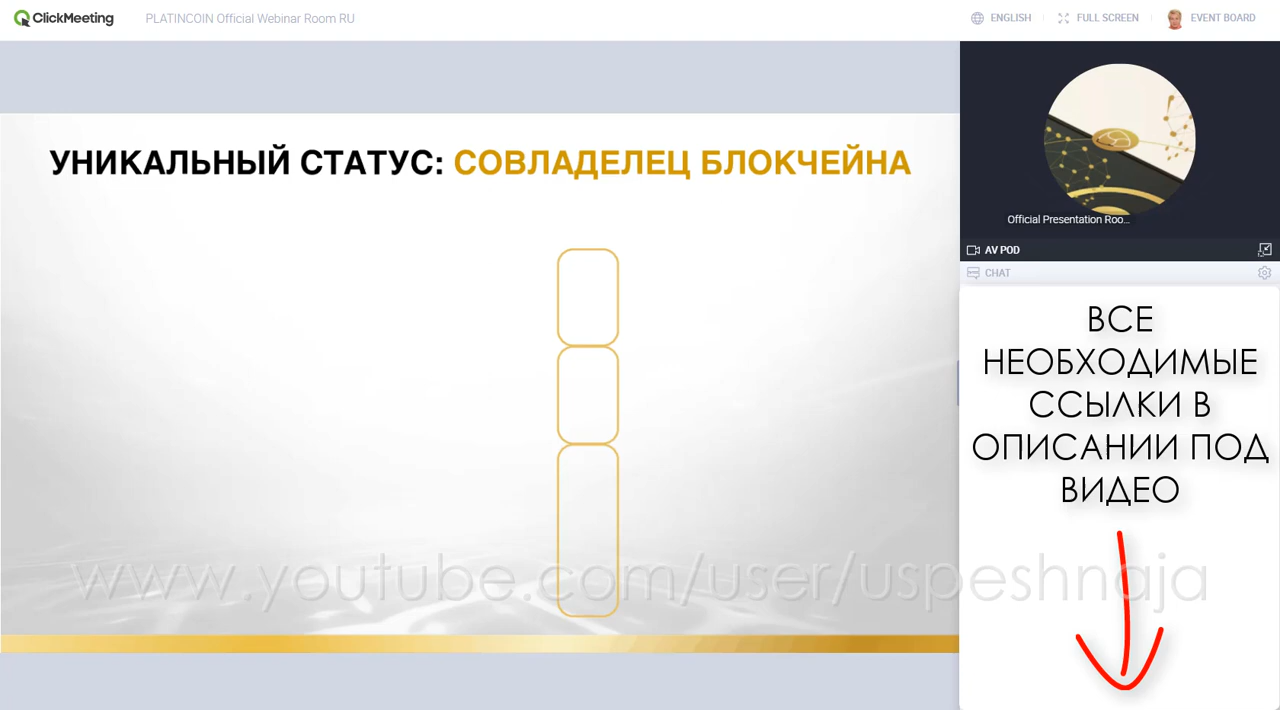 ClickMeeting
PLATINCOIN Official Webinar Room RU
ENGLISH
FULL SCREEN
EVENT BOARD
УНИКАЛЬНЫЙ СТАТУС: СОВЛАДЕЛЕЦ БЛОКЧЕЙНА
Official Presentation Roo...
AV POD
CHAT
ВСЕ
НЕОБХОДИМЫЕ
ССЫЛКИ В
ОПИСАНИИ ПОД
ВИДЕО
www.youtube.com/user/uspeshnaja